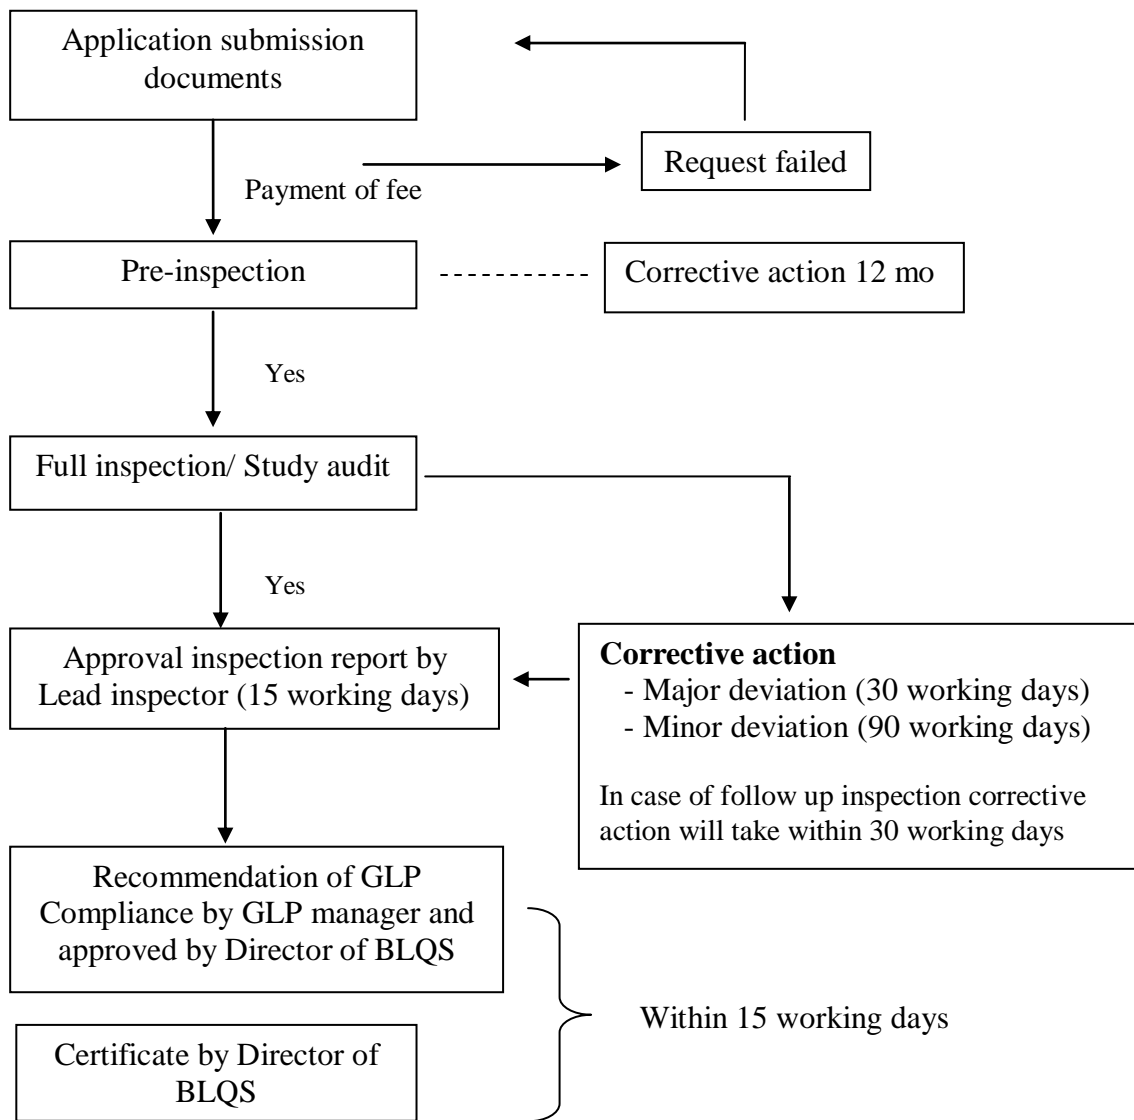 Application submission
documents
Request failed
Payment of fee
Pre-inspection
Corrective action 12 mo
Yes
Full inspection/ Study audit
Yes
Approval inspection report by
Lead inspector (15 working days)
Corrective action
- Major deviation (30 working days)
- Minor deviation (90 working days)
In case of follow up inspection corrective
action will take within 30 working days
Recommendation of GLP
Compliance by GLP manager and
approved by Director of BLQS
Within 15 working days
Certificate by Director of
BLQS